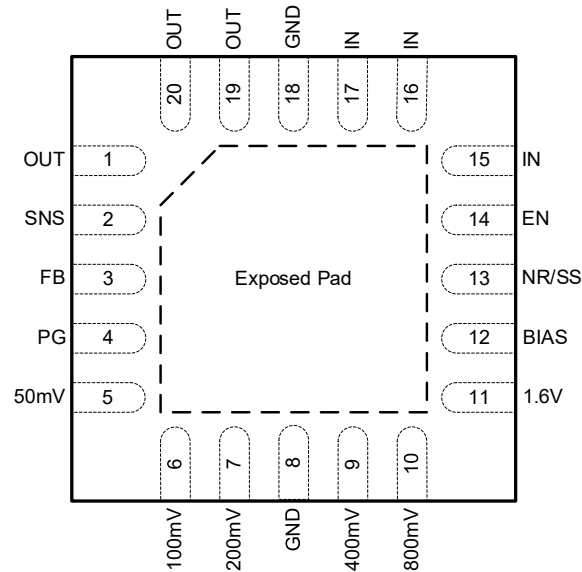 OUT
OUT
GND
IN
IN
20
19
18
17
16
OUT 1
15 IN
SNS 2
14 EN
FB 3
Exposed Pad
13 NR/SS
PG 4
12 BIAS
50mV 5
11 1.6V
6
7
8
9
10
100mV
200mV
GND
400mV
800mV